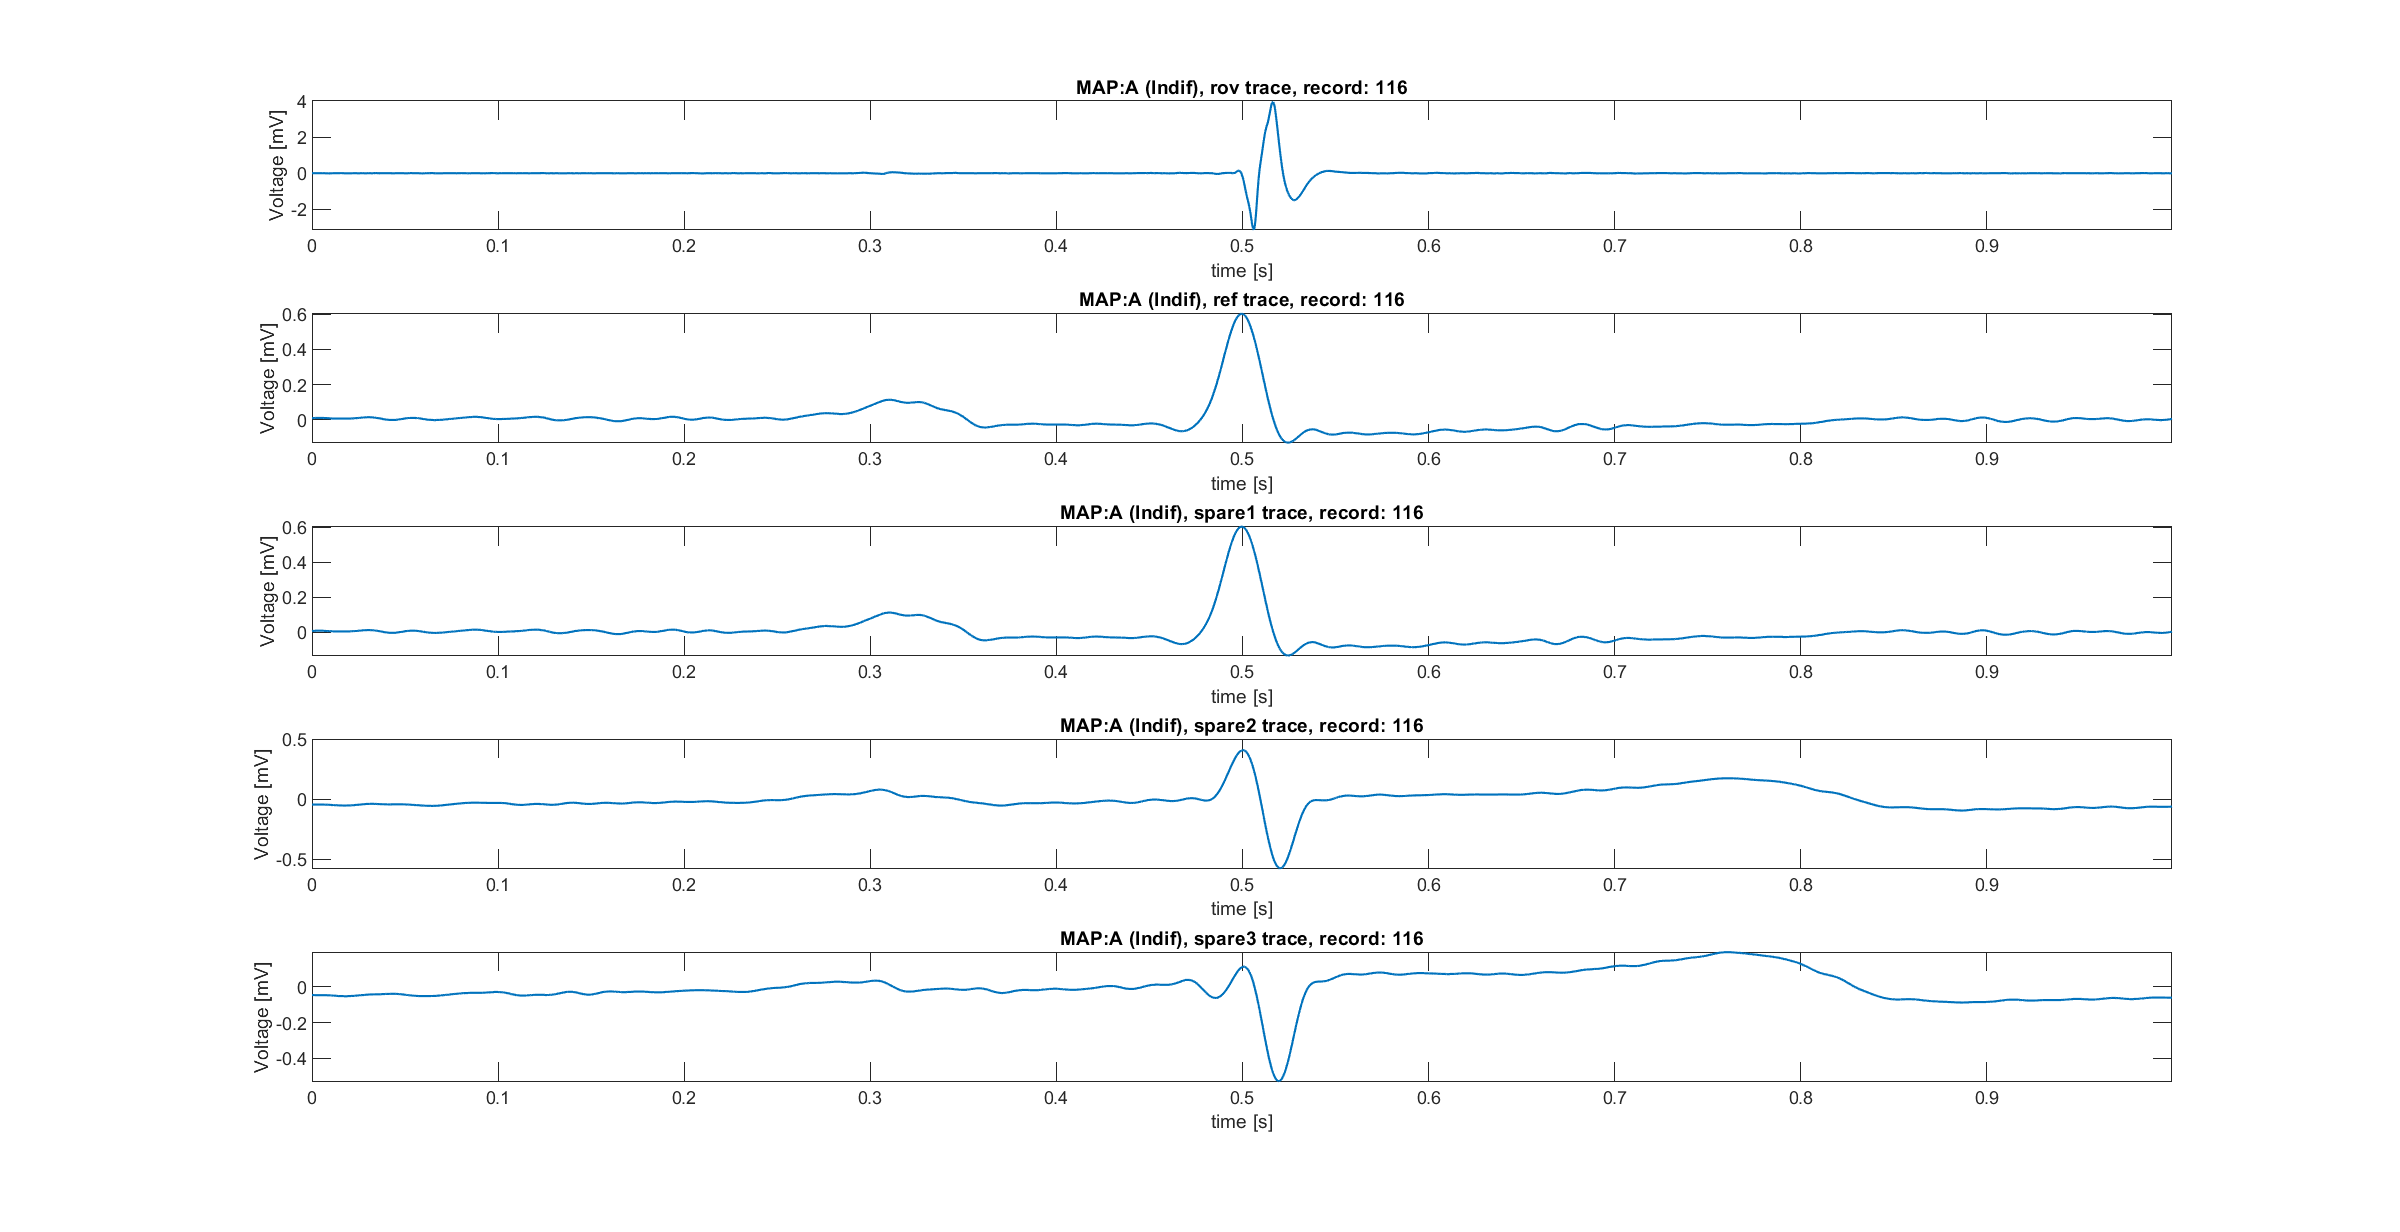 MAP:A (Indif), rov trace, record: 116
Voltage [mV]
4
2
0
-2
0 0.1 0.2 0.3 0.4 0.5 0.6 0.7 0.8 0.9
time [s]
MAP:A (Indif), ref trace, record: 116
Voltage [mV]
0.6
0.4
0.2
0
0 0.1 0.2 0.3 0.4 0.5 0.6 0.7 0.8 0.9
time [s]
MAP:A (Indif), spare1 trace, record: 116
Voltage [mV]
0.6
0.4
0.2
0
0 0.1 0.2 0.3 0.4 0.5 0.6 0.7 0.8 0.9
time [s]
MAP:A (Indif), spare2 trace, record: 116
Voltage [mV]
0.5
0
-0.5
0 0.1 0.2 0.3 0.4 0.5 0.6 0.7 0.8 0.9
time [s]
MAP:A (Indif), spare3 trace, record: 116
Voltage [mV]
0
-0.2
-0.4
0 0.1 0.2 0.3 0.4 0.5 0.6 0.7 0.8 0.9
time [s]